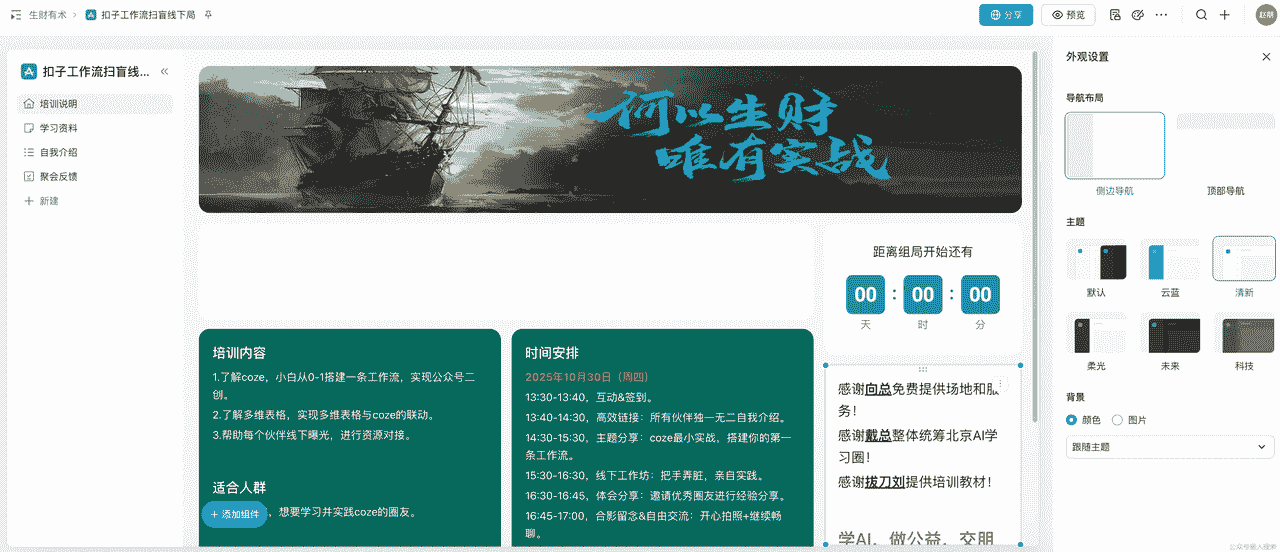 生财有术 > 扣子工作流扫盲线下局
分享
预览
赵朋
扣子工作流扫盲线...
培训说明
学习资料
自我介绍
聚会反馈
新建
何以生财
唯有实战
距离组局开始还有
00 : 00 : 00
天 时 分
培训内容
1.了解coze，小白从0-1搭建一条工作流，实现公众号二
创。
2.了解多维表格，实现多维表格与coze的联动。
3.帮助每个伙伴线下曝光，进行资源对接。
适合人群
，想要学习并实践coze的圈友。
添加组件
时间安排
2025年10月30日（周四）
13:30-13:40，互动&签到。
13:40-14:30，高效链接：所有伙伴独一无二自我介绍。
14:30-15:30，主题分享：coze最小实战，搭建你的第一
条工作流。
15:30-16:30，线下工作坊：把手弄脏，亲自实践。
16:30-16:45，体会分享：邀请优秀圈友进行经验分享。
16:45-17:00，合影留念&自由交流：开心拍照+继续畅
聊。
感谢向总免费提供场地和服
务！
感谢戴总整体统筹北京AI学
习圈！
感谢拔刀刘提供培训教材！
学AI，做公益，交朋
外观设置
导航布局
侧边导航 顶部导航
主题
默认 云蓝 清新
柔光 未来 科技
背景
颜色 图片
跟随主题